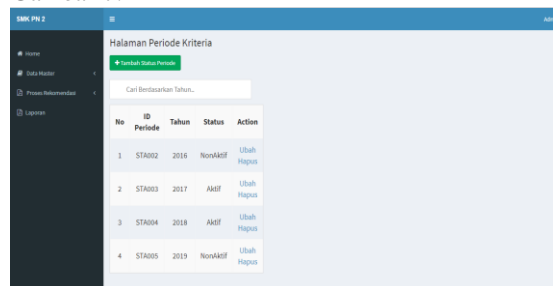 SMK PN 2
Adm
Home
Data Master
Proses Rekomendasi
Laporan
Halaman Periode Kriteria
+Tambah Status Periode
Cari Berdasarkan Tahun..
No ID Periode Tahun Status Action
1 STA002 2016 NonAktif Ubah Hapus
2 STA003 2017 Aktif Ubah Hapus
3 STA004 2018 Aktif Ubah Hapus
4 STA005 2019 NonAktif Ubah Hapus